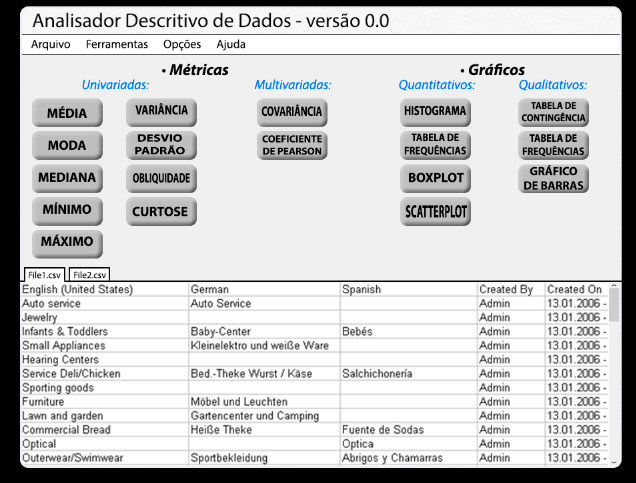 Analisador Descritivo de Dados - versão 0.0
Arquivo Ferramentas Opções Ajuda
• Métricas • Gráficos
Univariadas: Multivariadas: Quantitativos: Qualitativos:
MÉDIA VARIÂNCIA COVARIÂNCIA HISTOGRAMA TABELA DE CONTINGÊNCIA
MODA DESVIO PADRÃO COEFICIENTE DE PEARSON TABELA DE FREQUÊNCIAS TABELA DE FREQUÊNCIAS
MEDIANA OBLIQUIDADE BOXPLOT GRÁFICO DE BARRAS
MÍNIMO CURTOSE SCATTERPLOT
MÁXIMO
File1.csv File2.csv
English (United States) German Spanish Created By Created On
Auto service Auto Service Admin 13.01.2006 -
Jewelry Admin 13.01.2006 -
Infants & Toddlers Baby-Center Bebés Admin 13.01.2006 -
Small Appliances Kleinelektro und weiße Ware Admin 13.01.2006 -
Hearing Centers Admin 13.01.2006 -
Service Deli/Chicken Bed.-Theke Wurst / Käse Salchichonería Admin 13.01.2006 -
Sporting goods Admin 13.01.2006 -
Furniture Möbel und Leuchten Admin 13.01.2006 -
Lawn and garden Gartencenter und Camping Admin 13.01.2006 -
Commercial Bread Heiße Theke Fuente de Sodas Admin 13.01.2006 -
Optical Optica Admin 13.01.2006 -
Outerwear/Swimwear Sportbekleidung Abrigos y Chamarras Admin 13.01.2006 -